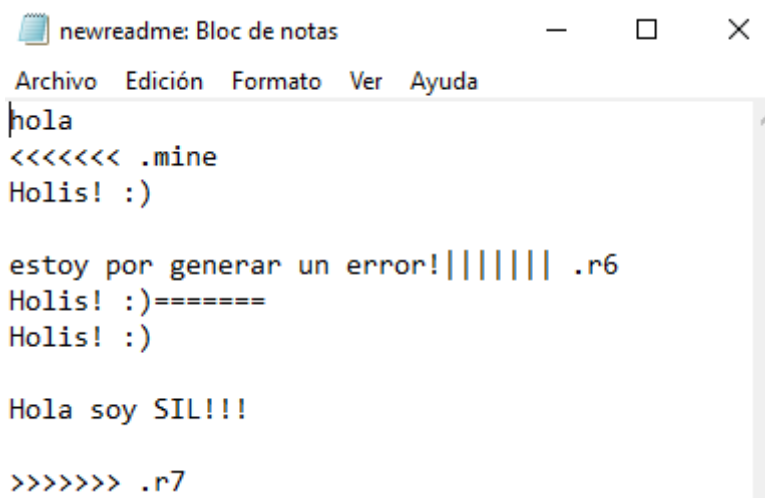 newreadme: Bloc de notas
Archivo Edición Formato Ver Ayuda
hola
<<<<<<< .mine
Holis! :)
estoy por generar un error!||||||| .r6
Holis! :)=======
Holis! :)
Hola soy SIL!!!
>>>>>>> .r7